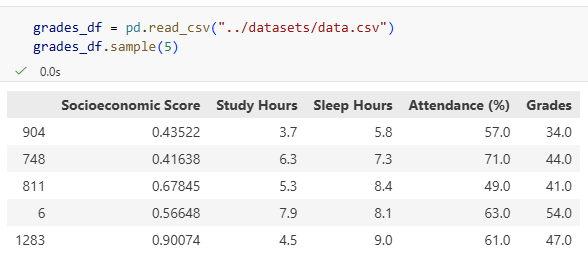 grades_df = pd.read_csv("../datasets/data.csv")
grades_df.sample(5)
0.0s
Socioeconomic Score Study Hours Sleep Hours Attendance (%) Grades
904 0.43522 3.7 5.8 57.0 34.0
748 0.41638 6.3 7.3 71.0 44.0
811 0.67845 5.3 8.4 49.0 41.0
6 0.56648 7.9 8.1 63.0 54.0
1283 0.90074 4.5 9.0 61.0 47.0